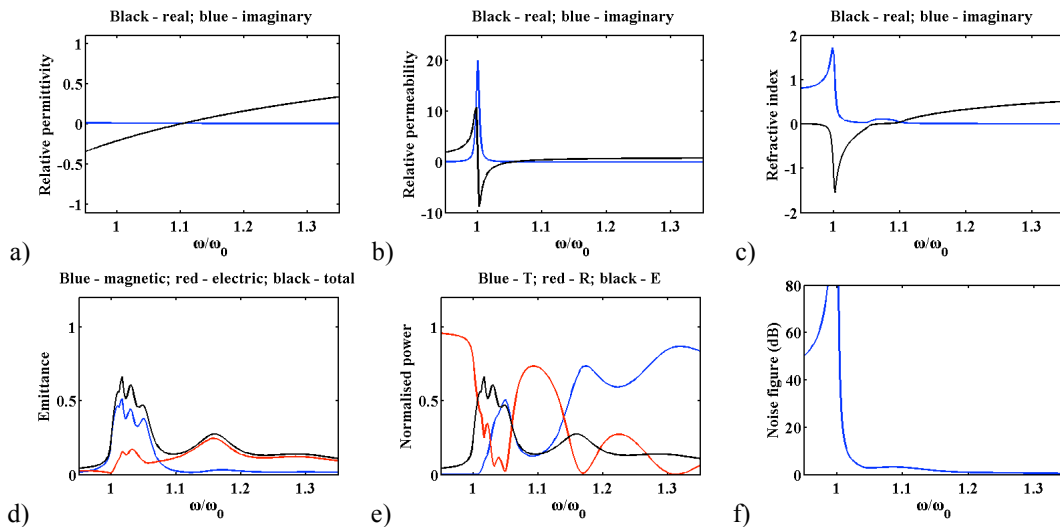 Black - real; blue - imaginary
Relative permittivity
1
0.5
0
-0.5
-1
1 1.1 1.2 1.3
ω/ω0
a)
Black - real; blue - imaginary
Relative permeability
20
10
0
-10
1 1.1 1.2 1.3
ω/ω0
b)
Black - real; blue - imaginary
Refractive index
2
1
0
-1
-2
1 1.1 1.2 1.3
ω/ω0
c)
Blue - magnetic; red - electric; black - total
Emittance
1
0.5
0
1 1.1 1.2 1.3
ω/ω0
d)
Blue - T; red - R; black - E
Normalised power
1
0.5
0
1 1.1 1.2 1.3
ω/ω0
e)
Noise figure (dB)
80
60
40
20
0
1 1.1 1.2 1.3
ω/ω0
f)